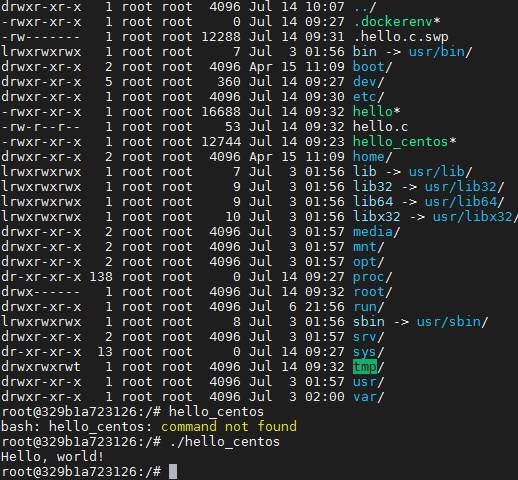 drwxr-xr-x   1 root root  4096 Jul 14 10:07 ../
-rwxr-xr-x   1 root root     0 Jul 14 09:27 .dockerenv*
-rw-------   1 root root 12288 Jul 14 09:31 .hello.c.swp
lrwxrwxrwx   1 root root     7 Jul  3 01:56 bin -> usr/bin/
drwxr-xr-x   2 root root  4096 Apr 15 11:09 boot/
drwxr-xr-x   5 root root   360 Jul 14 09:27 dev/
drwxr-xr-x   1 root root  4096 Jul 14 09:30 etc/
-rwxr-xr-x   1 root root 16688 Jul 14 09:32 hello*
-rw-r--r--   1 root root    53 Jul 14 09:32 hello.c
-rwxr-xr-x   1 root root 12744 Jul 14 09:23 hello_centos*
drwxr-xr-x   2 root root  4096 Apr 15 11:09 home/
lrwxrwxrwx   1 root root     7 Jul  3 01:56 lib -> usr/lib/
lrwxrwxrwx   1 root root     9 Jul  3 01:56 lib32 -> usr/lib32/
lrwxrwxrwx   1 root root     9 Jul  3 01:56 lib64 -> usr/lib64/
lrwxrwxrwx   1 root root    10 Jul  3 01:56 libx32 -> usr/libx32/
drwxr-xr-x   2 root root  4096 Jul  3 01:57 media/
drwxr-xr-x   2 root root  4096 Jul  3 01:57 mnt/
drwxr-xr-x   2 root root  4096 Jul  3 01:57 opt/
dr-xr-xr-x 138 root root     0 Jul 14 09:27 proc/
drwx------   1 root root  4096 Jul 14 09:32 root/
drwxr-xr-x   1 root root  4096 Jul  6 21:56 run/
lrwxrwxrwx   1 root root     8 Jul  3 01:56 sbin -> usr/sbin/
drwxr-xr-x   2 root root  4096 Jul  3 01:57 srv/
dr-xr-xr-x  13 root root     0 Jul 14 09:27 sys/
drwxrwxrwt   1 root root  4096 Jul 14 09:32 tmp/
drwxr-xr-x   1 root root  4096 Jul  3 01:57 usr/
drwxr-xr-x   1 root root  4096 Jul  3 02:00 var/
root@329b1a723126:/# hello_centos
bash: hello_centos: command not found
root@329b1a723126:/# ./hello_centos
Hello, world!
root@329b1a723126:/#